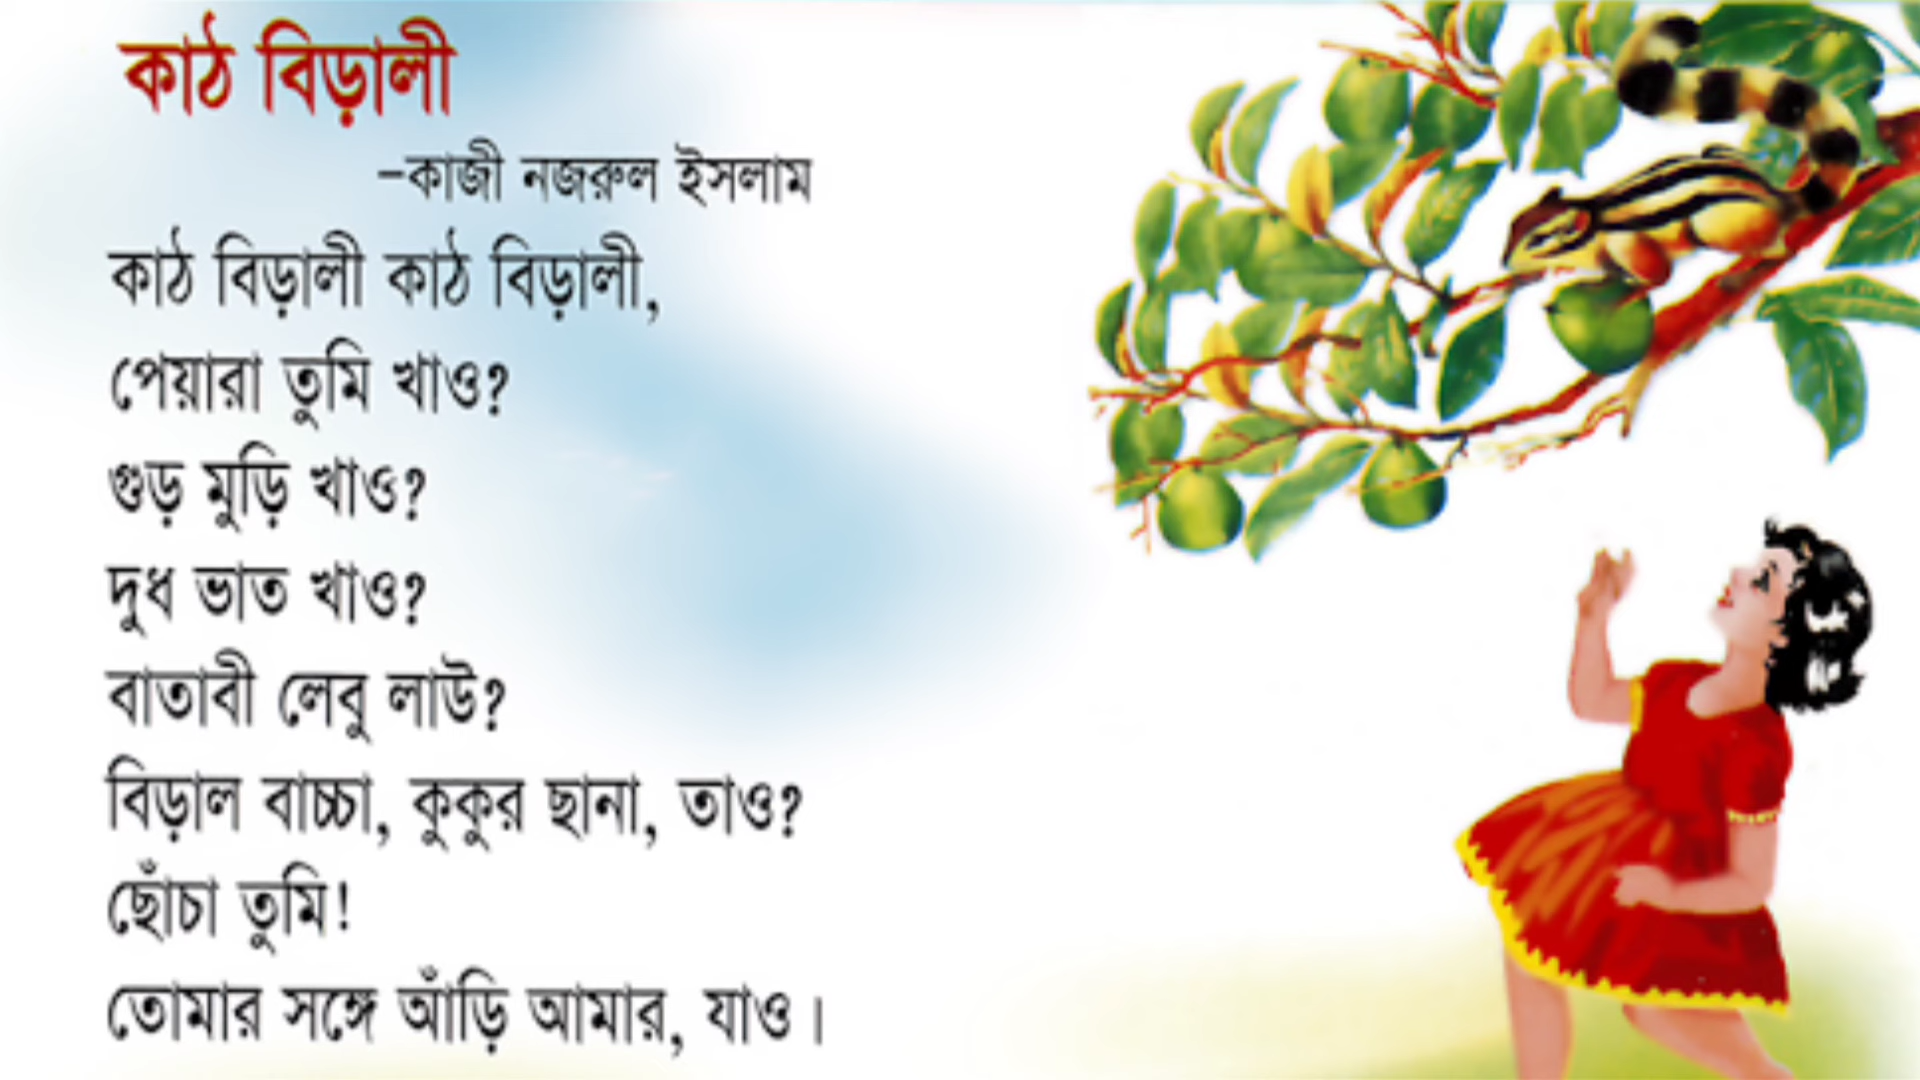 কাঠ বিড়ালী
-কাজী নজরুল ইসলাম
কাঠ বিড়ালী কাঠ বিড়ালী,
পেয়ারা তুমি খাও?
গুড় মুড়ি খাও?
দুধ ভাত খাও?
বাতাবী লেবু লাউ?
বিড়াল বাচ্চা, কুকুর ছানা, তাও?
ছোঁচা তুমি!
তোমার সঙ্গে আঁড়ি আমার, যাও।